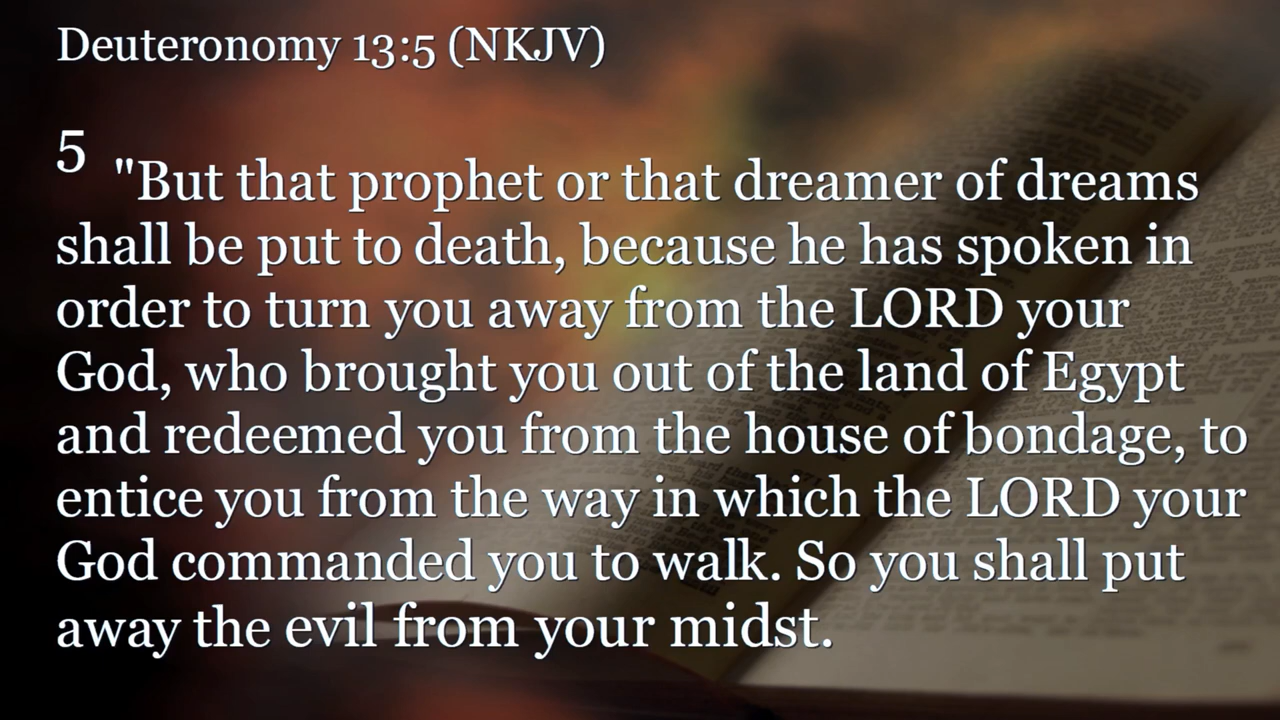 Deuteronomy 13:5 (NKJV)
5 "But that prophet or that dreamer of dreams
shall be put to death, because he has spoken in
order to turn you away from the LORD your
God, who brought you out of the land of Egypt
and redeemed you from the house of bondage, to
entice you from the way in which the LORD your
God commanded you to walk. So you shall put
away the evil from your midst.